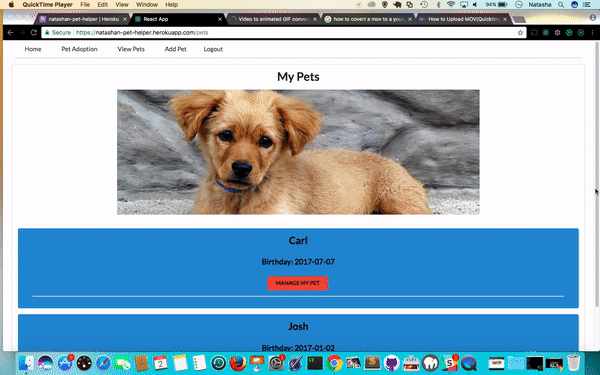 QuickTime Player File Edit View Window Help 94% Natasha
natashan-pet-helper | Heroku React App Video to animated GIF conver how to covert a mov to a yout How to Upload MOV|Quicktim Natasha
Secure https://natashan-pet-helper.herokuapp.com/pets
Home Pet Adoption View Pets Add Pet Logout
My Pets
Carl
Birthday: 2017-07-07
MANAGE MY PET
Josh
Birthday: 2017-01-02